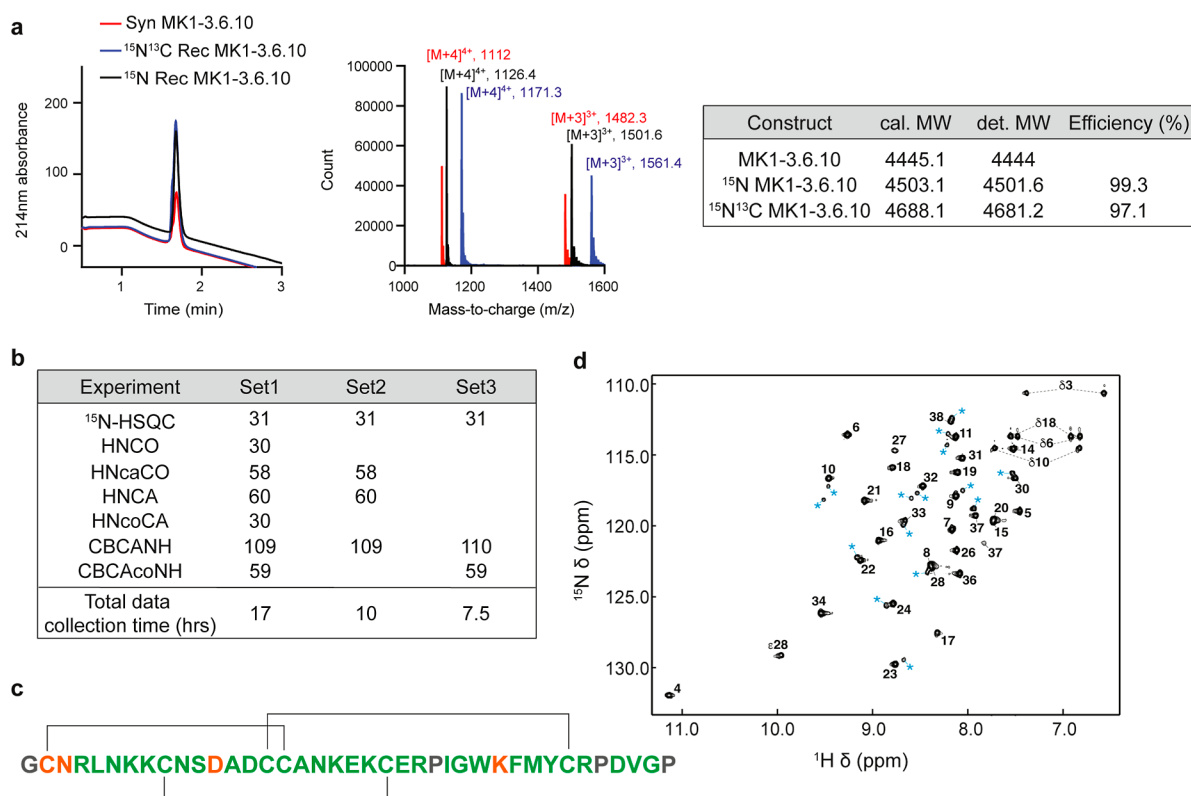 a
Syn MK1-3.6.10
¹⁵N¹³C Rec MK1-3.6.10
¹⁵N Rec MK1-3.6.10
214nm absorbance
200
100
0
1 2 3
Time (min)
[M+4]⁴⁺, 1112
[M+4]⁴⁺, 1126.4
[M+4]⁴⁺, 1171.3
[M+3]³⁺, 1482.3
[M+3]³⁺, 1501.6
[M+3]³⁺, 1561.4
Count
100000
80000
60000
40000
20000
0
1000 1200 1400 1600
Mass-to-charge (m/z)
Construct cal. MW det. MW Efficiency (%)
MK1-3.6.10 4445.1 4444
¹⁵N MK1-3.6.10 4503.1 4501.6 99.3
¹⁵N¹³C MK1-3.6.10 4688.1 4681.2 97.1
b
Experiment Set1 Set2 Set3
¹⁵N-HSQC 31 31 31
HNCO 30
HNcaCO 58 58
HNCA 60 60
HNcoCA 30
CBCANH 109 109 110
CBCAcoNH 59 59
Total data
collection time (hrs) 17 10 7.5
c
GCNRLNKKCNSDADCCANKEKCERPIGWKFMYCRPDVGP
d
¹⁵N δ (ppm)
110.0
115.0
120.0
125.0
130.0
11.0 10.0 9.0 8.0 7.0
¹H δ (ppm)
δ3
38 *
6 * 11 δ18
27 * 14 δ6
31 δ10
18 19
10 * 32 * 30
* 21 * * 9 *
33 20 5
16 * 7 37 15
* 26 37
22 8
* 28 36
* 24
34
17
ε28
23 *
4